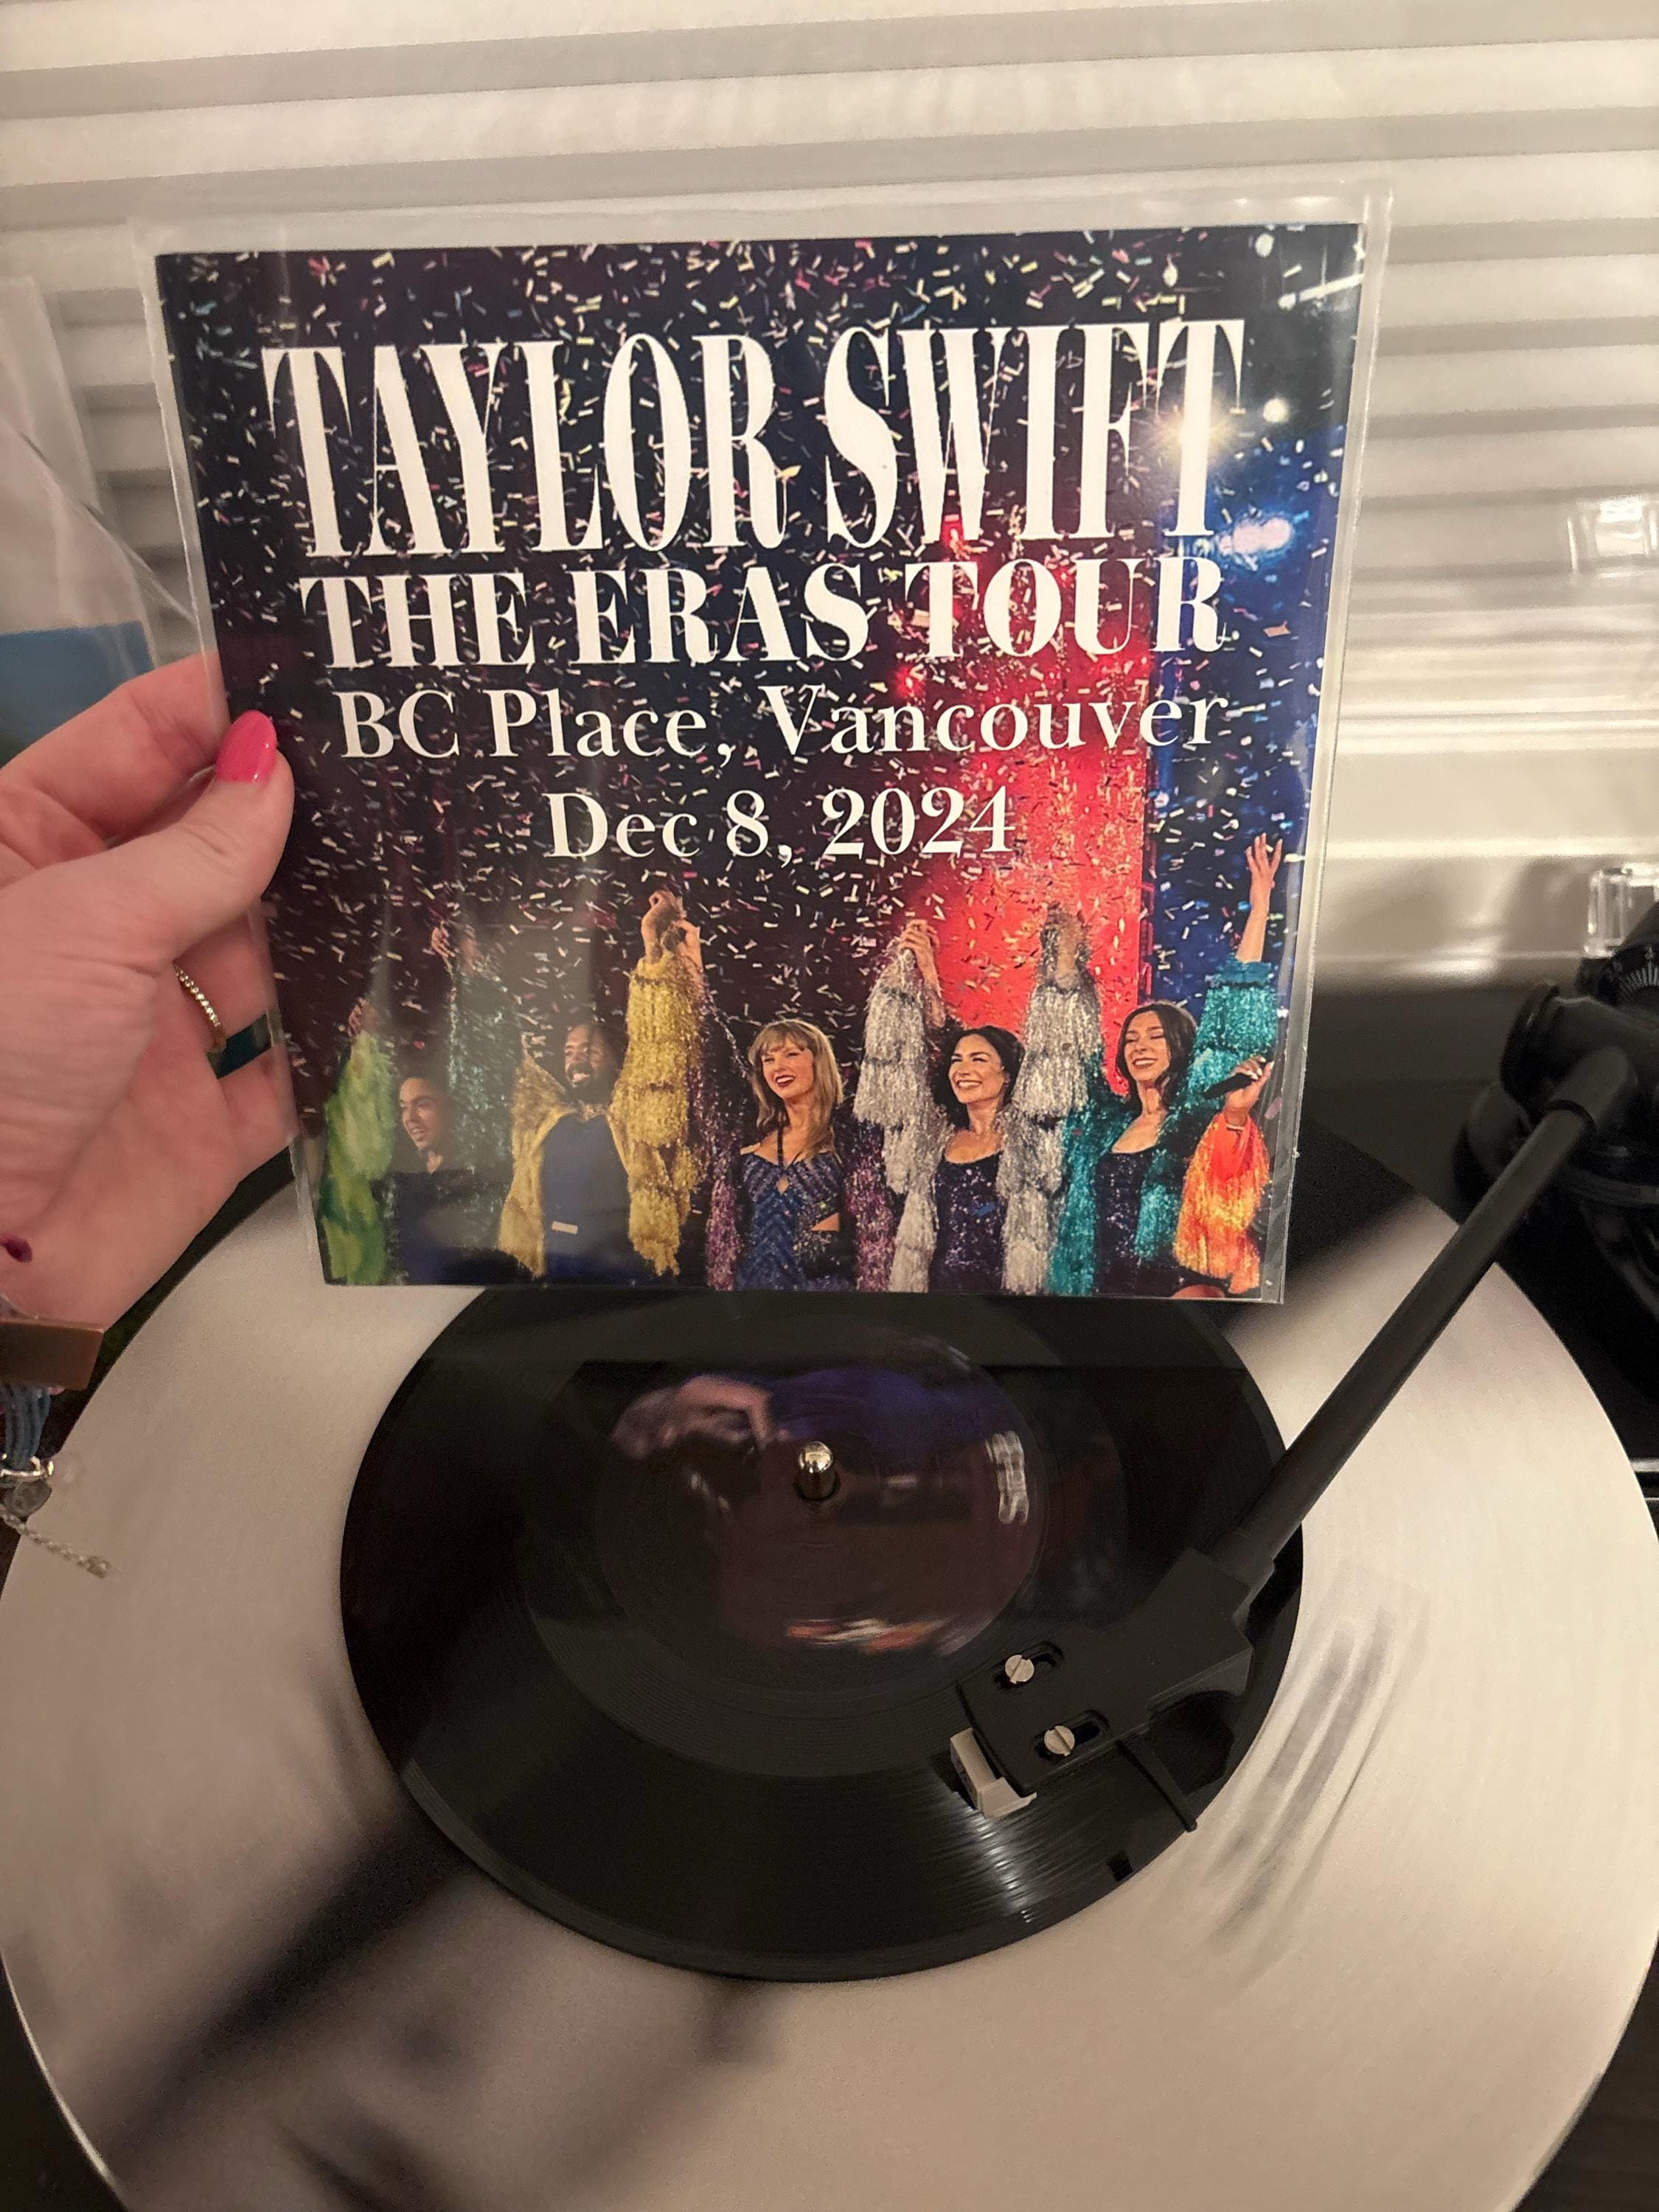 TAYLOR SWIFT
THE ERAS TOUR
BC Place, Vancouver
Dec 8, 2024